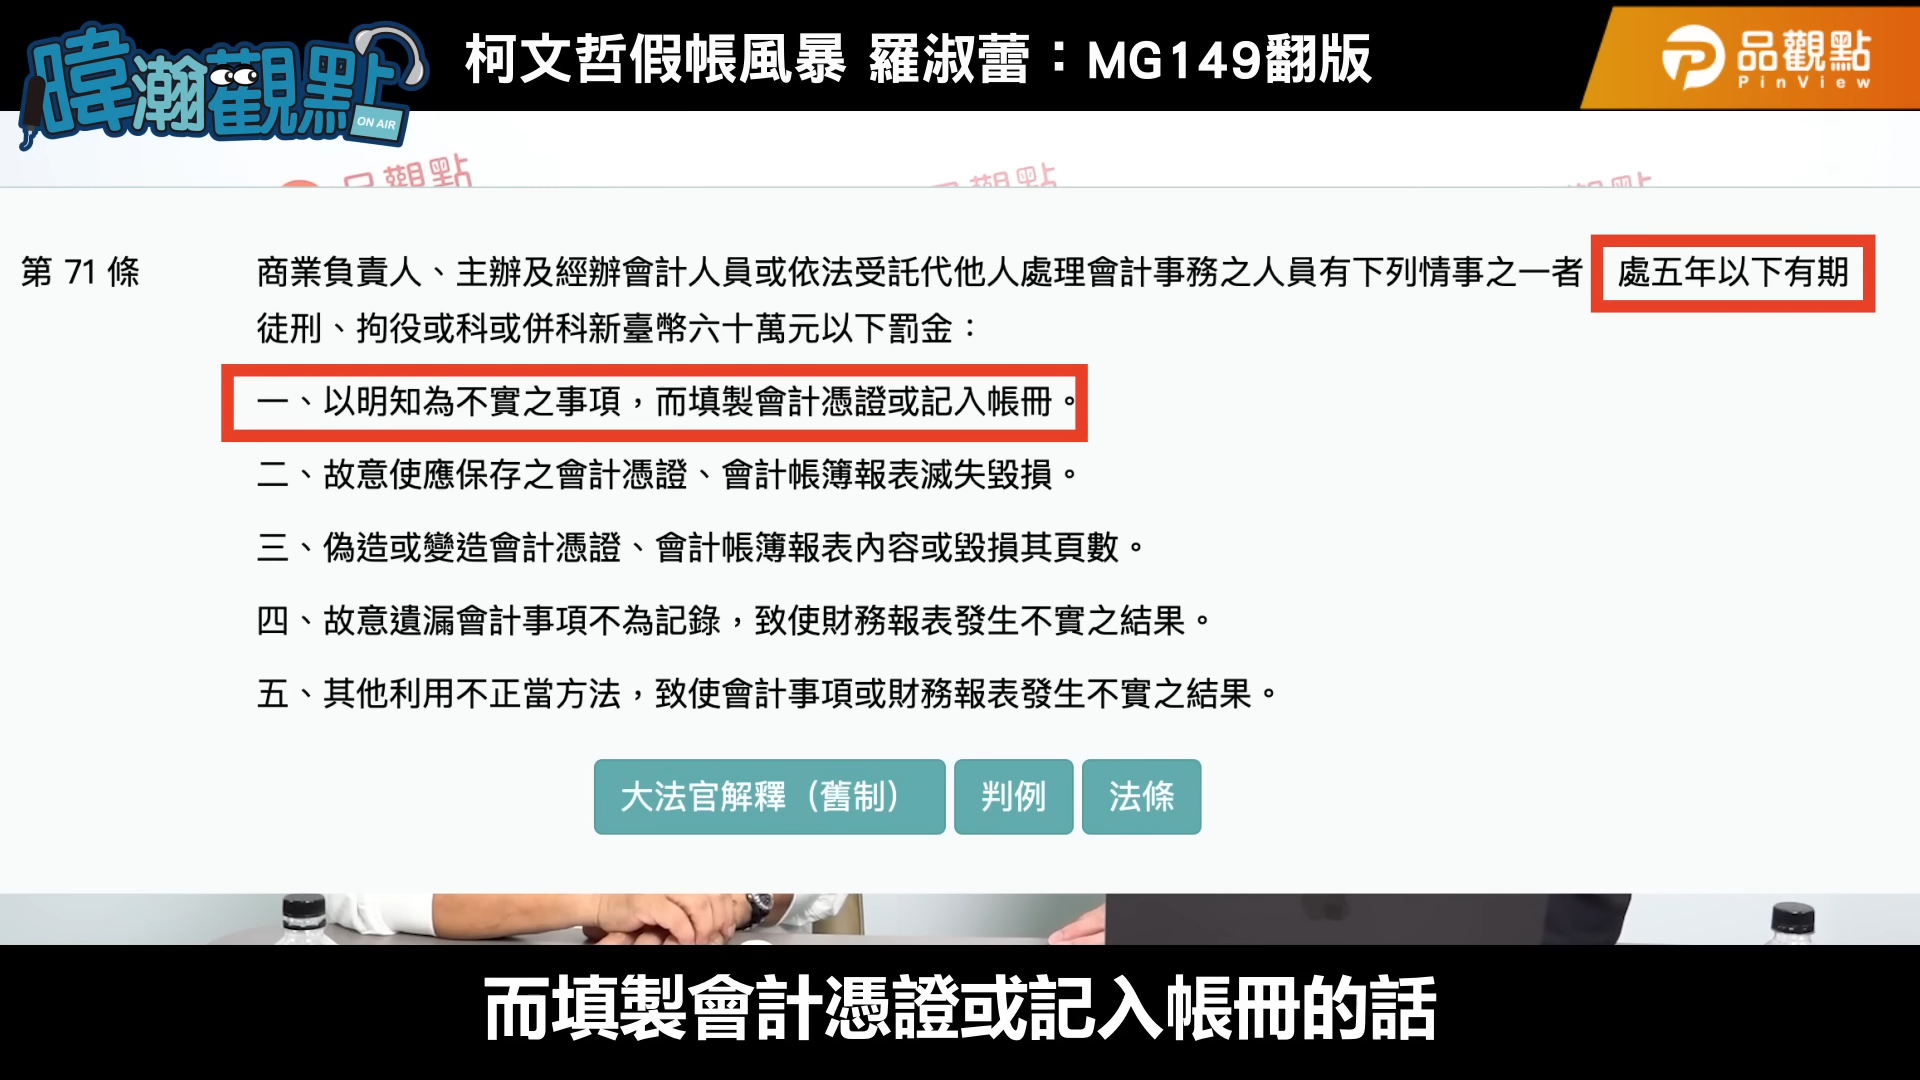 暐瀚觀點
ON AIR
柯文哲假帳風暴 羅淑蕾：MG149翻版
品觀點
PinView
品觀點
品觀點
觀點
第 71 條
商業負責人、主辦及經辦會計人員或依法受託代他人處理會計事務之人員有下列情事之一者 處五年以下有期
徒刑、拘役或科或併科新臺幣六十萬元以下罰金：
一、以明知為不實之事項，而填製會計憑證或記入帳冊。
二、故意使應保存之會計憑證、會計帳簿報表滅失毀損。
三、偽造或變造會計憑證、會計帳簿報表內容或毀損其頁數。
四、故意遺漏會計事項不為記錄，致使財務報表發生不實之結果。
五、其他利用不正當方法，致使會計事項或財務報表發生不實之結果。
大法官解釋（舊制）
判例
法條
而填製會計憑證或記入帳冊的話